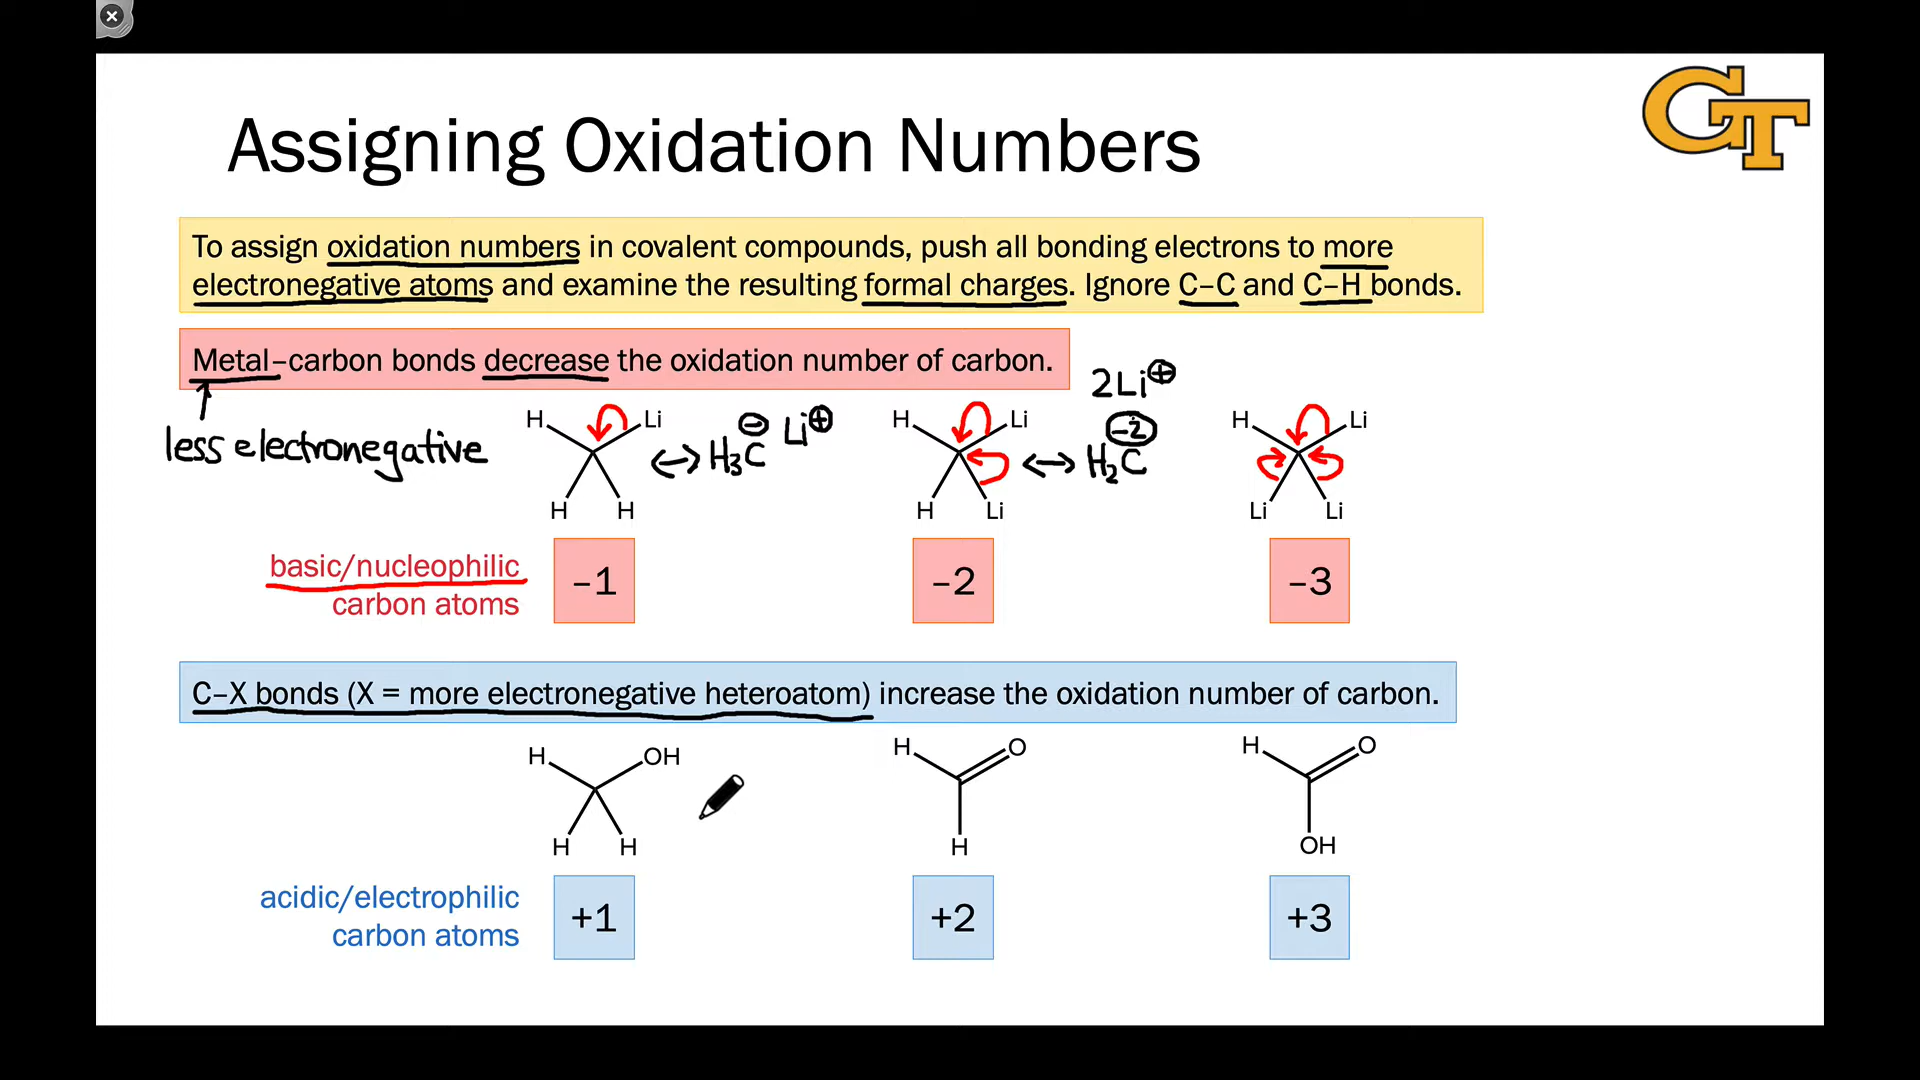 GT
Assigning Oxidation Numbers
To assign oxidation numbers in covalent compounds, push all bonding electrons to more
electronegative atoms and examine the resulting formal charges. Ignore C–C and C–H bonds.
Metal–carbon bonds decrease the oxidation number of carbon.
less electronegative
H Li
H H
↔ H₃C⊖ Li⊕
H Li
H Li
2Li⊕
↔ H₂C -2
H Li
Li Li
basic/nucleophilic
carbon atoms
–1 –2 –3
C–X bonds (X = more electronegative heteroatom) increase the oxidation number of carbon.
H OH
H H
H O
H
H O
OH
acidic/electrophilic
carbon atoms
+1 +2 +3